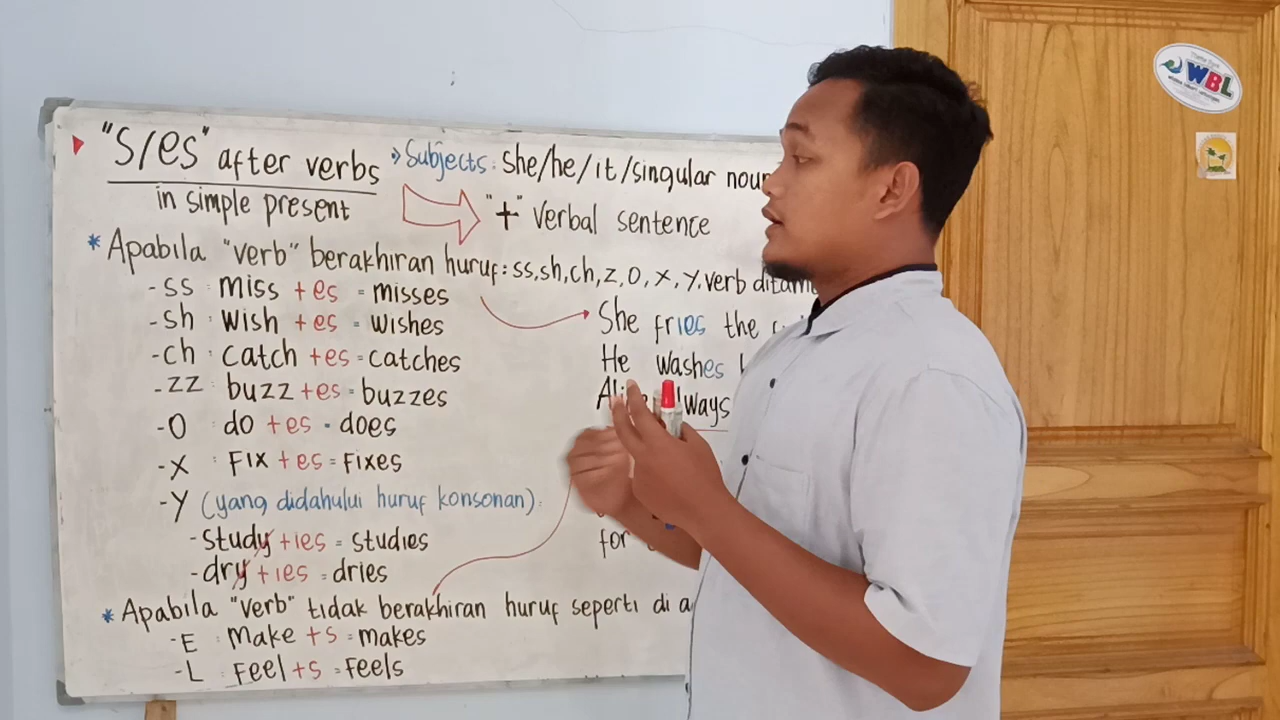 "S/es" after verbs
in simple present
» Subjects: she/he/it/singular noun
"+" Verbal sentence
* Apabila "verb" berakhiran huruf: ss,sh,ch,z,o,x,y, verb
- SS : miss +es = misses
- Sh : wish +es = wishes
- ch : catch +es = catches
- ZZ : buzz +es = buzzes
- O : do +es = does
- X : Fix +es = Fixes
- Y (yang didahului huruf konsonan) :
- study +ies = studies
- dry +ies = dries
* Apabila "verb" tidak berakhiran huruf seperti di
- E : make +s = makes
- L : Feel +s = Feels
She fries the
He washes
for
WBL